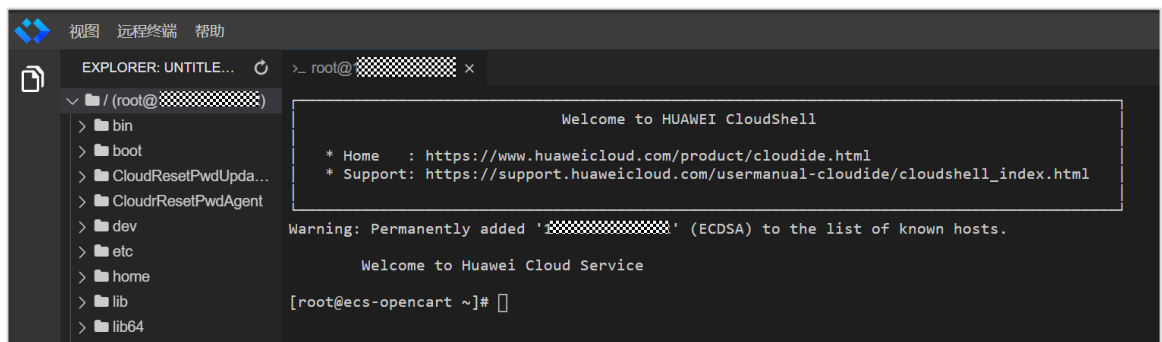 视图 远程终端 帮助
EXPLORER: UNTITLE...
>_ root@ ×
/ (root@ )
bin
boot
CloudResetPwdUpda...
CloudrResetPwdAgent
dev
etc
home
lib
lib64
Welcome to HUAWEI CloudShell
* Home : https://www.huaweicloud.com/product/cloudide.html
* Support: https://support.huaweicloud.com/usermanual-cloudide/cloudshell_index.html
Warning: Permanently added '1 ' (ECDSA) to the list of known hosts.
Welcome to Huawei Cloud Service
[root@ecs-opencart ~]#